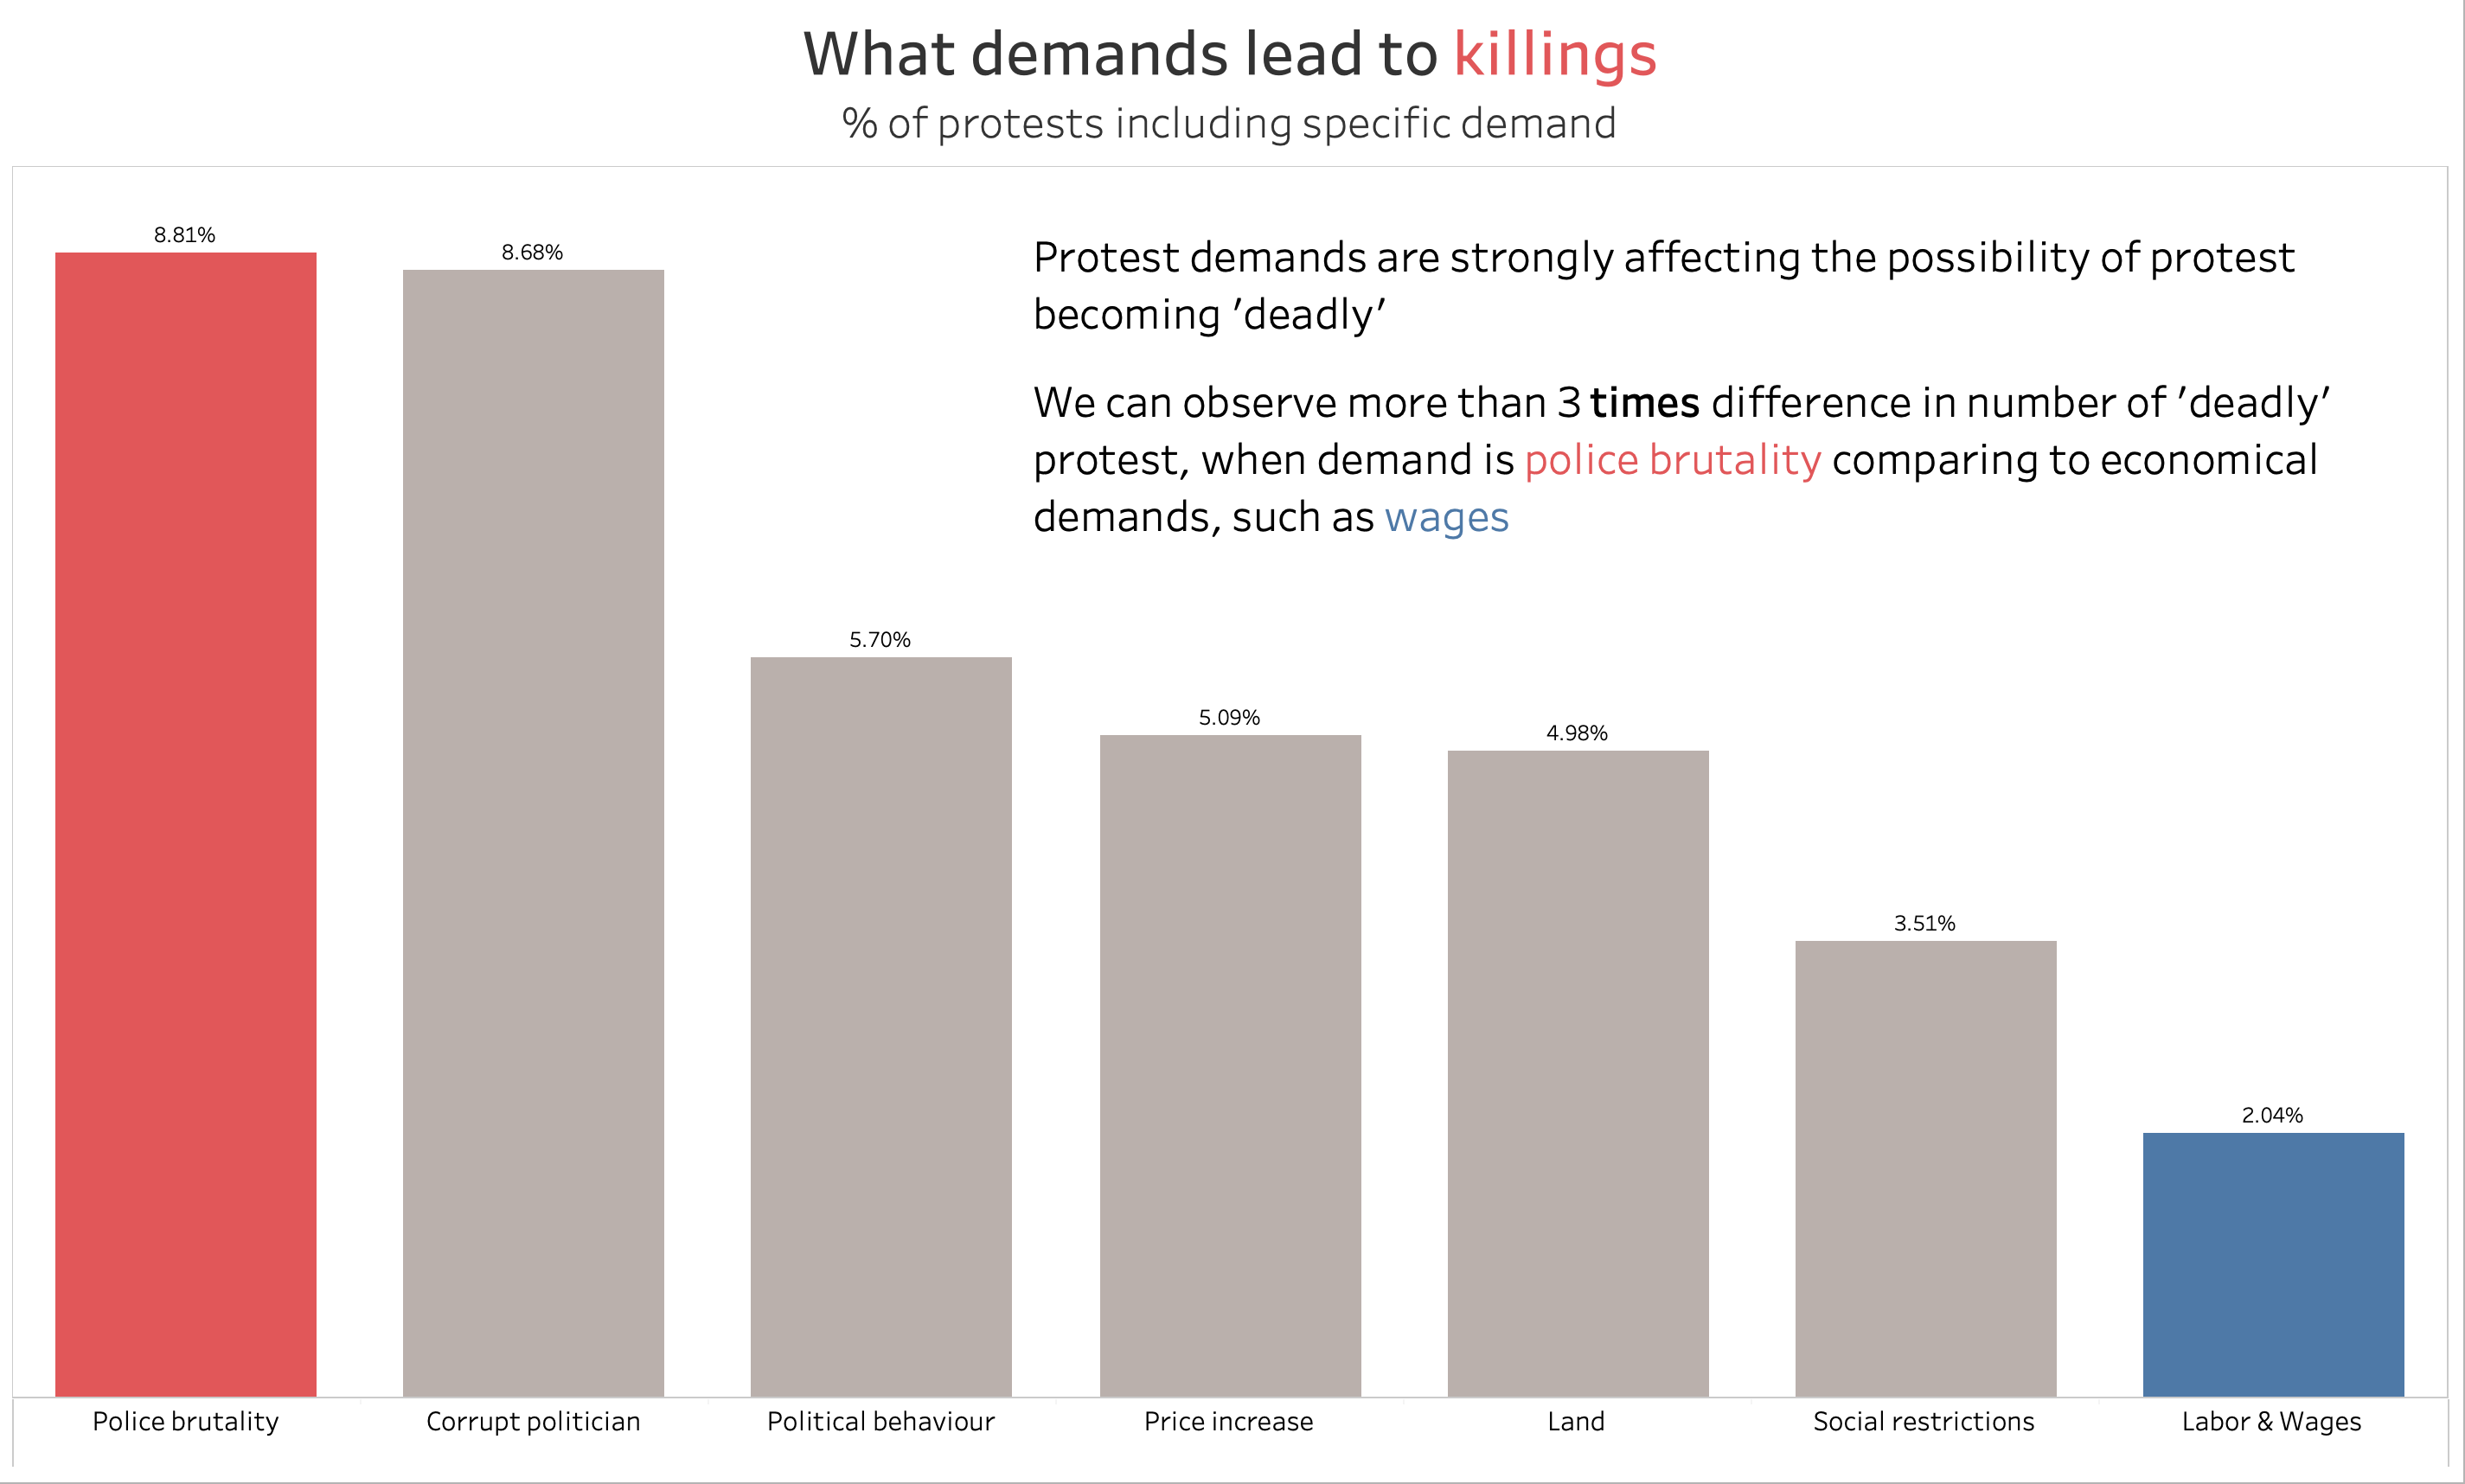 What demands lead to killings
% of protests including specific demand
8.81%
8.68%
Protest demands are strongly affecting the possibility of protest
becoming 'deadly'
We can observe more than 3 times difference in number of 'deadly'
protest, when demand is police brutality comparing to economical
demands, such as wages
5.70%
5.09%
4.98%
3.51%
2.04%
Police brutality
Corrupt politician
Political behaviour
Price increase
Land
Social restrictions
Labor & Wages